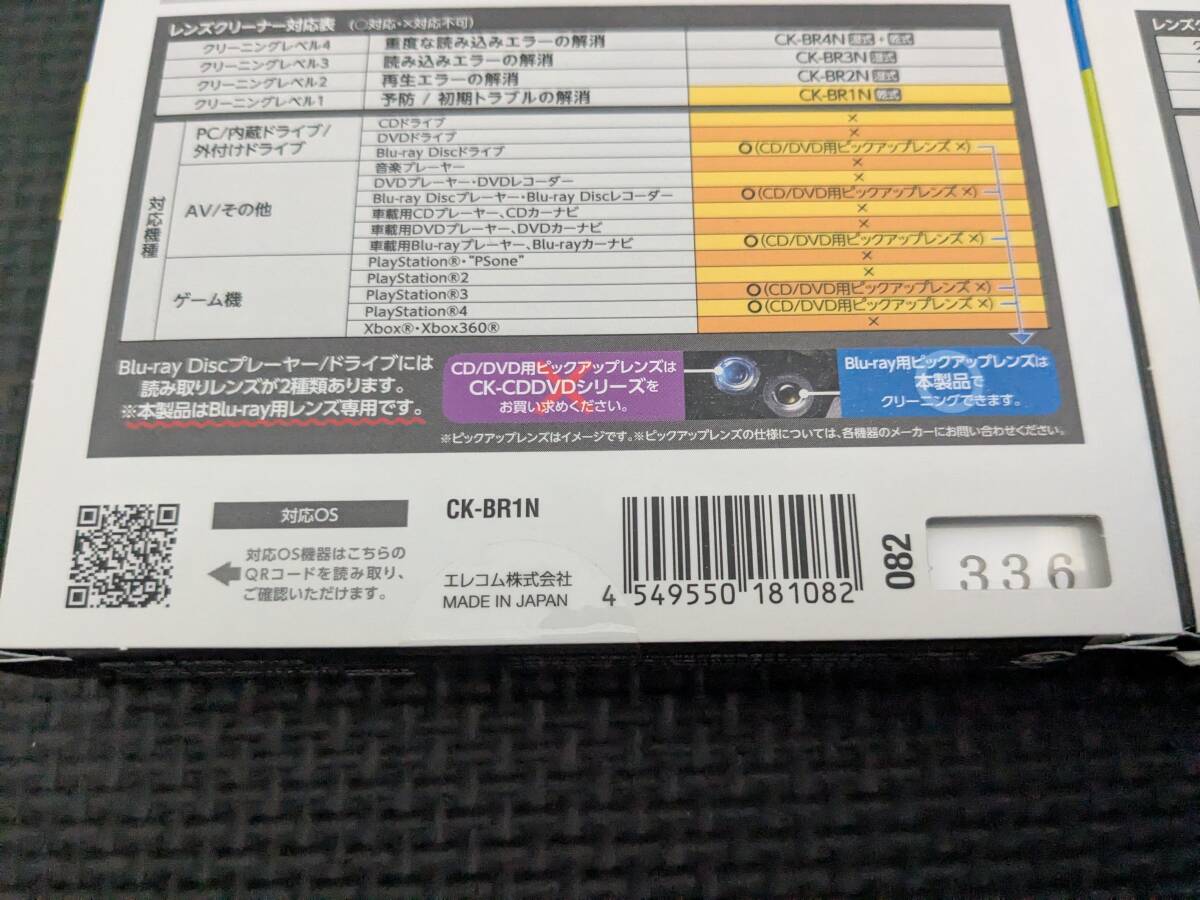 レンズクリーナー対応表 (○対応・×対応不可)
クリーニングレベル4 重度な読み込みエラーの解消 CK-BR4N 湿式 + 乾式
クリーニングレベル3 読み込みエラーの解消 CK-BR3N 湿式
クリーニングレベル2 再生エラーの解消 CK-BR2N 湿式
クリーニングレベル1 予防 / 初期トラブルの解消 CK-BR1N 乾式
対応機種
PC/内蔵ドライブ/
外付けドライブ
CDドライブ ×
DVDドライブ ×
Blu-ray Discドライブ ○(CD/DVD用ピックアップレンズ ×)
AV/その他
音楽プレーヤー ×
DVDプレーヤー・DVDレコーダー ×
Blu-ray Discプレーヤー・Blu-ray Discレコーダー ○(CD/DVD用ピックアップレンズ ×)
車載用CDプレーヤー、CDカーナビ ×
車載用DVDプレーヤー、DVDカーナビ ×
車載用Blu-rayプレーヤー、Blu-rayカーナビ ○(CD/DVD用ピックアップレンズ ×)
ゲーム機
PlayStation®・"PSone" ×
PlayStation®2 ×
PlayStation®3 ○(CD/DVD用ピックアップレンズ ×)
PlayStation®4 ○(CD/DVD用ピックアップレンズ ×)
Xbox®・Xbox360® ×
Blu-ray Discプレーヤー/ドライブには
読み取りレンズが2種類あります。
※本製品はBlu-ray用レンズ専用です。
CD/DVD用ピックアップレンズは
CK-CDDVDシリーズを
お買い求めください。
Blu-ray用ピックアップレンズは
本製品で
クリーニングできます。
※ピックアップレンズはイメージです。※ピックアップレンズの仕様については、各機器のメーカーにお問い合わせください。
対応OS
対応OS機器はこちらの
QRコードを読み取り、
ご確認いただけます。
CK-BR1N
エレコム株式会社
MADE IN JAPAN
4 549550 181082
082
336
レンズク